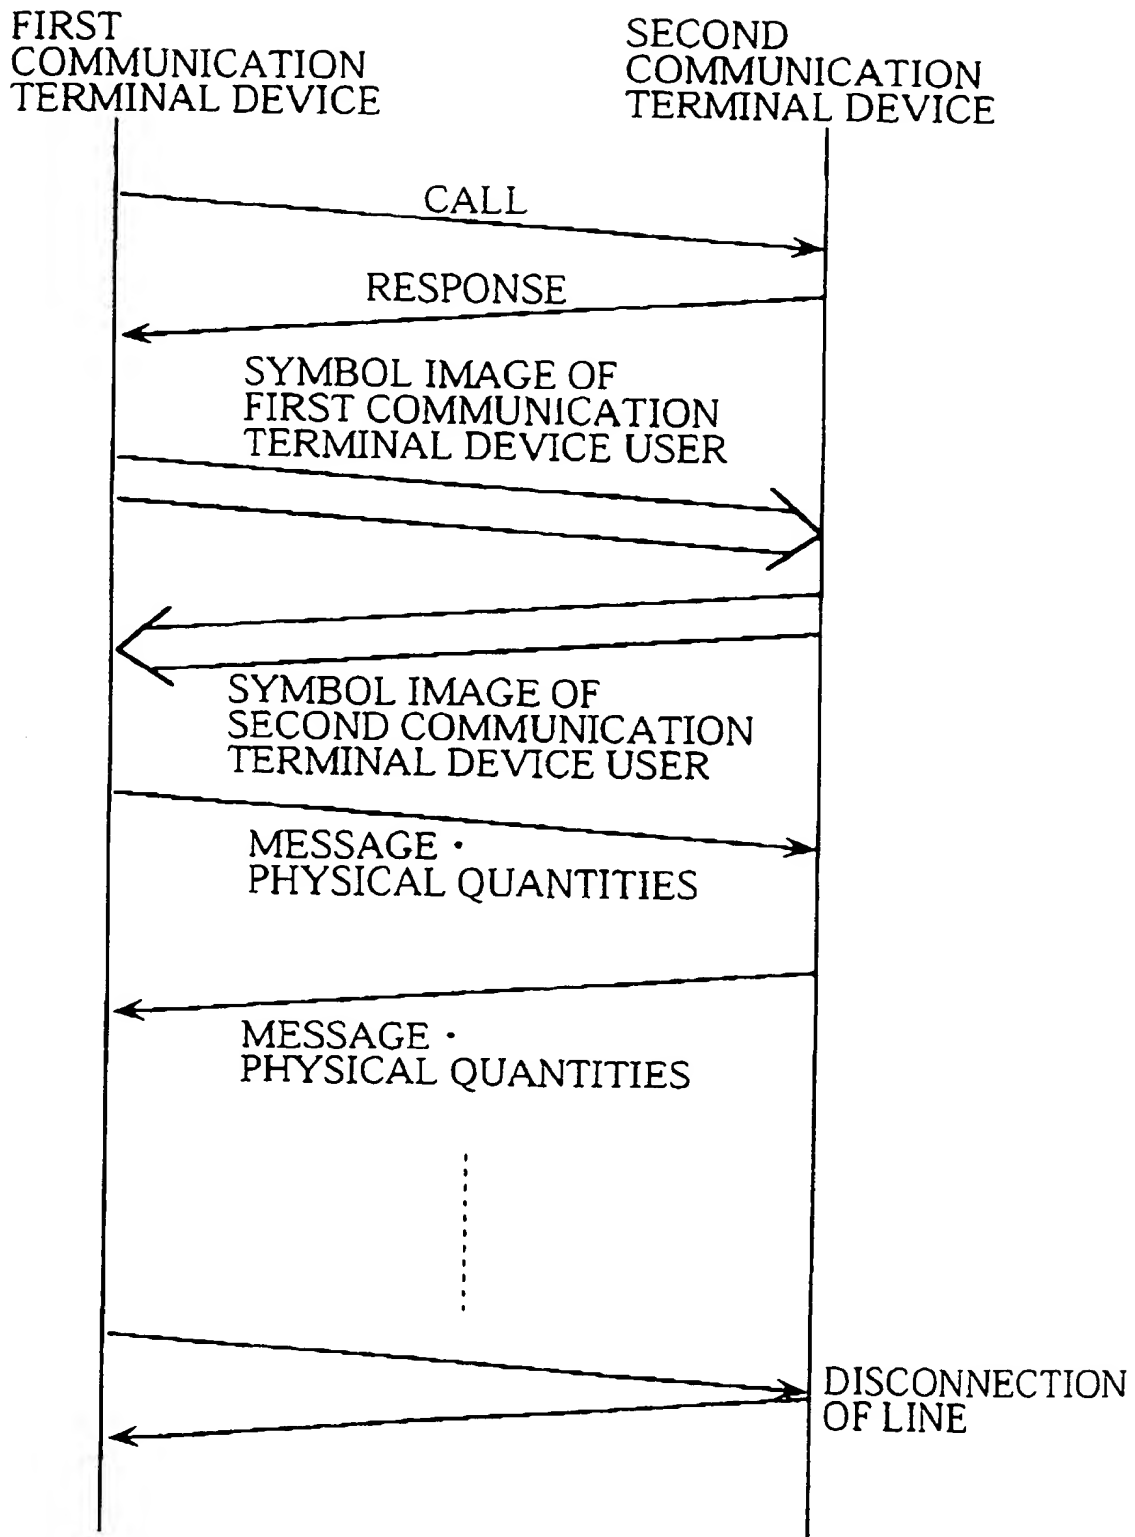 FIRST
COMMUNICATION
TERMINAL DEVICE
SECOND
COMMUNICATION
TERMINAL DEVICE
CALL
RESPONSE
SYMBOL IMAGE OF
FIRST COMMUNICATION
TERMINAL DEVICE USER
SYMBOL IMAGE OF
SECOND COMMUNICATION
TERMINAL DEVICE USER
MESSAGE ·
PHYSICAL QUANTITIES
MESSAGE ·
PHYSICAL QUANTITIES
DISCONNECTION
OF LINE